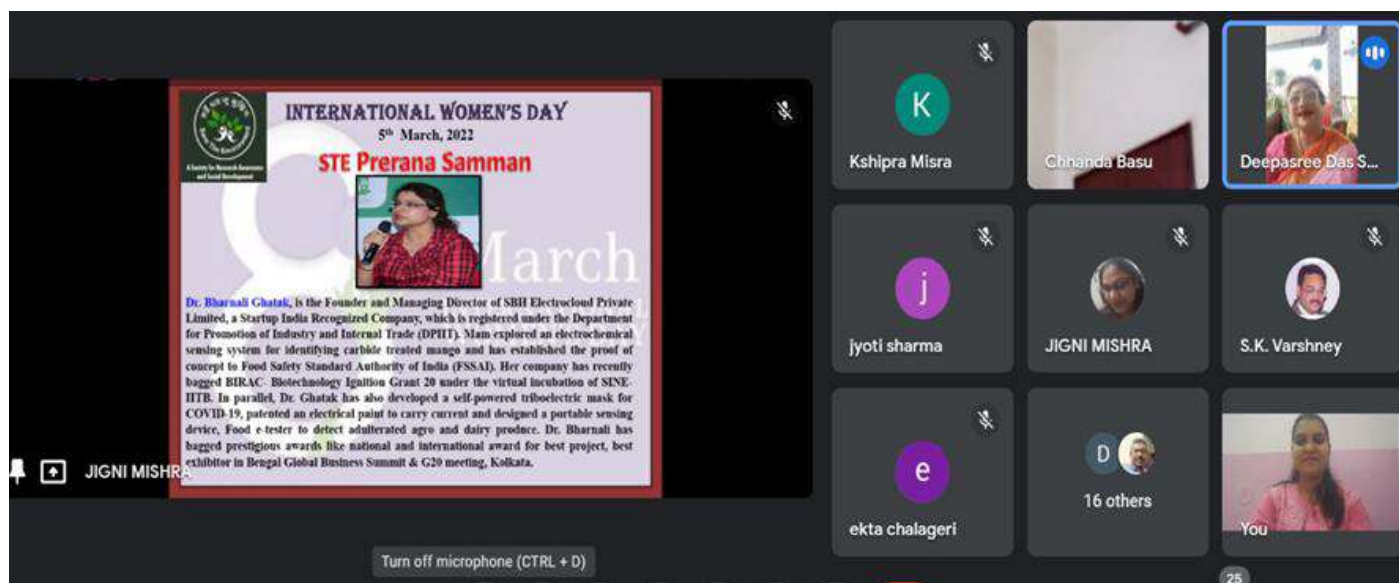 INTERNATIONAL WOMEN'S DAY
5th March, 2022
STE Prerana Samman
A Society for Research Awareness
and Social Development
March
Dr. Bharnali Ghatak, is the Founder and Managing Director of SBH Electrocloud Private
Limited, a Startup India Recognized Company, which is registered under the Department
for Promotion of Industry and Internal Trade (DPIIT). Mam explored an electrochemical
sensing system for identifying carbide treated mango and has established the proof of
concept to Food Safety Standard Authority of India (FSSAI). Her company has recently
bagged BIRAC- Biotechnology Ignition Grant 20 under the virtual incubation of SINE-
IITB. In parallel, Dr. Ghatak has also developed a self-powered triboelectric mask for
COVID-19, patented an electrical paint to carry current and designed a portable sensing
device, Food e-tester to detect adulterated agro and dairy produce. Dr. Bharnali has
bagged prestigious awards like national and international award for best project, best
exhibitor in Bengal Global Business Summit & G20 meeting, Kolkata.
JIGNI MISHRA
Turn off microphone (CTRL + D)
K
Kshipra Misra
Chhanda Basu
Deepasree Das S...
j
jyoti sharma
JIGNI MISHRA
S.K. Varshney
e
ekta chalageri
D
16 others
You
25